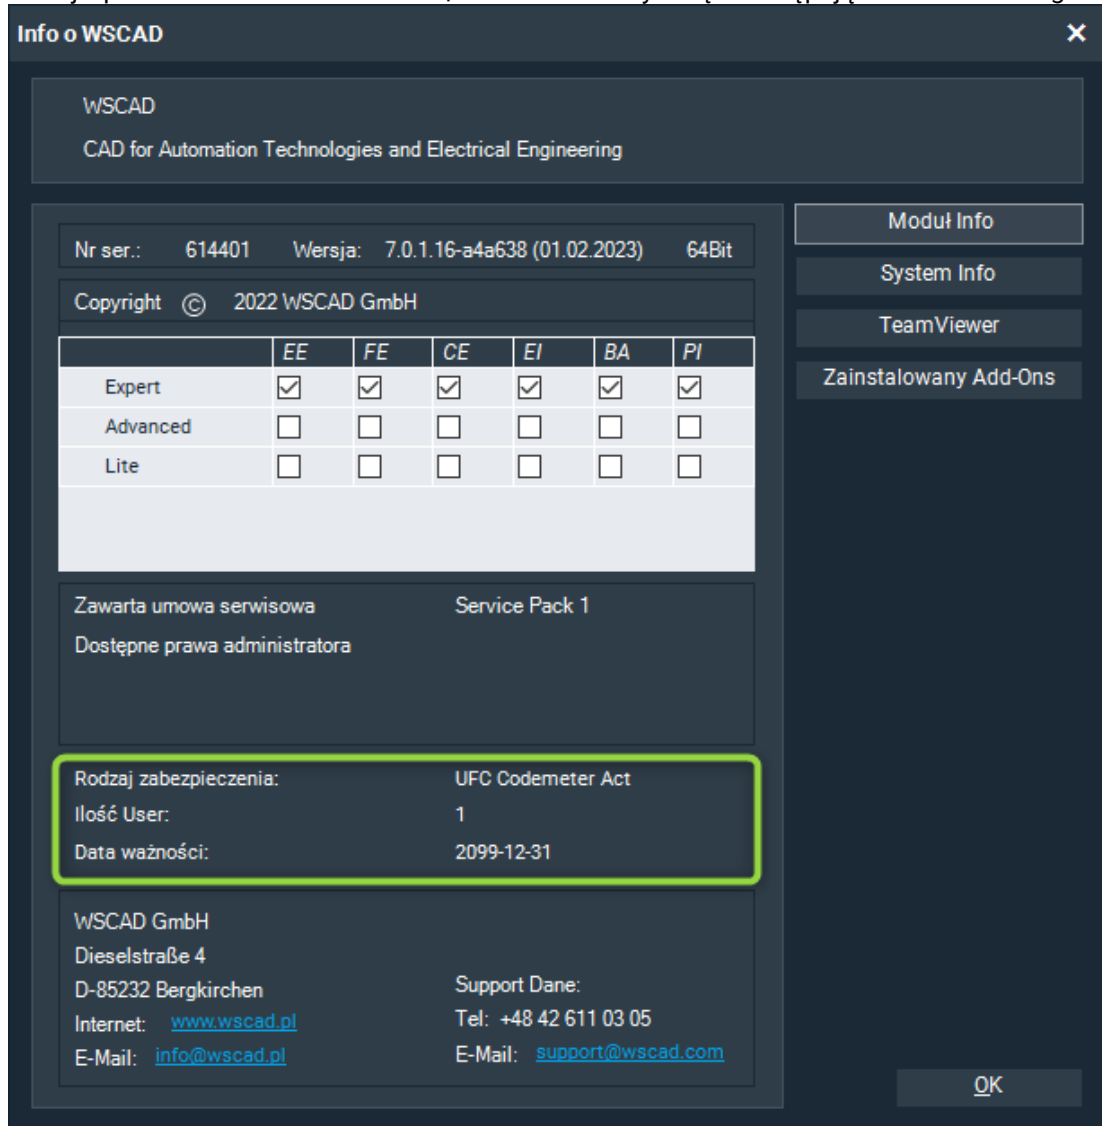 Info o WSCAD
WSCAD
CAD for Automation Technologies and Electrical Engineering
Moduł Info
System Info
TeamViewer
Zainstalowany Add-Ons
Nr ser.: 614401 Wersja: 7.0.1.16-a4a638 (01.02.2023) 64Bit
Copyright © 2022 WSCAD GmbH
EE FE CE EI BA PI
Expert
Advanced
Lite
Zawarta umowa serwisowa Service Pack 1
Dostępne prawa administratora
Rodzaj zabezpieczenia: UFC Codemeter Act
Ilość User: 1
Data ważności: 2099-12-31
WSCAD GmbH
Dieselstraße 4
D-85232 Bergkirchen
Internet: www.wscad.pl
E-Mail: info@wscad.pl
Support Dane:
Tel: +48 42 611 03 05
E-Mail: support@wscad.com
OK